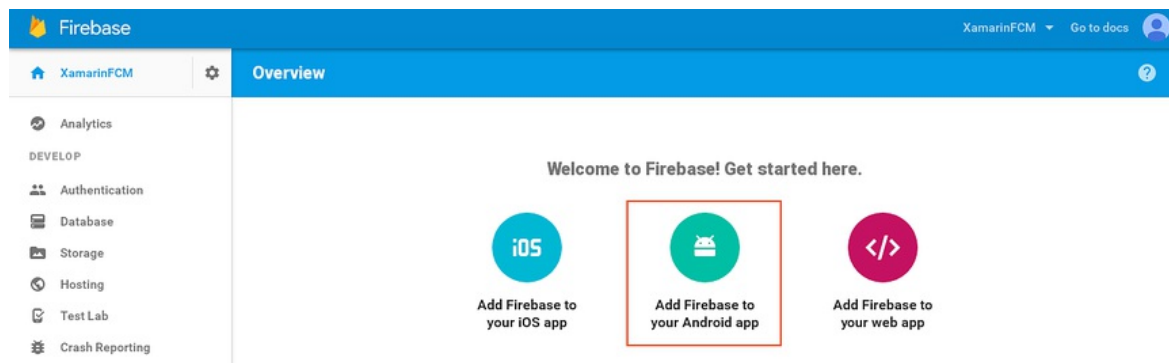 Firebase
XamarinFCM
Go to docs
XamarinFCM
Overview
Analytics
DEVELOP
Authentication
Database
Storage
Hosting
Test Lab
Crash Reporting
Welcome to Firebase! Get started here.
iOS
</>
Add Firebase to
your iOS app
Add Firebase to
your Android app
Add Firebase to
your web app